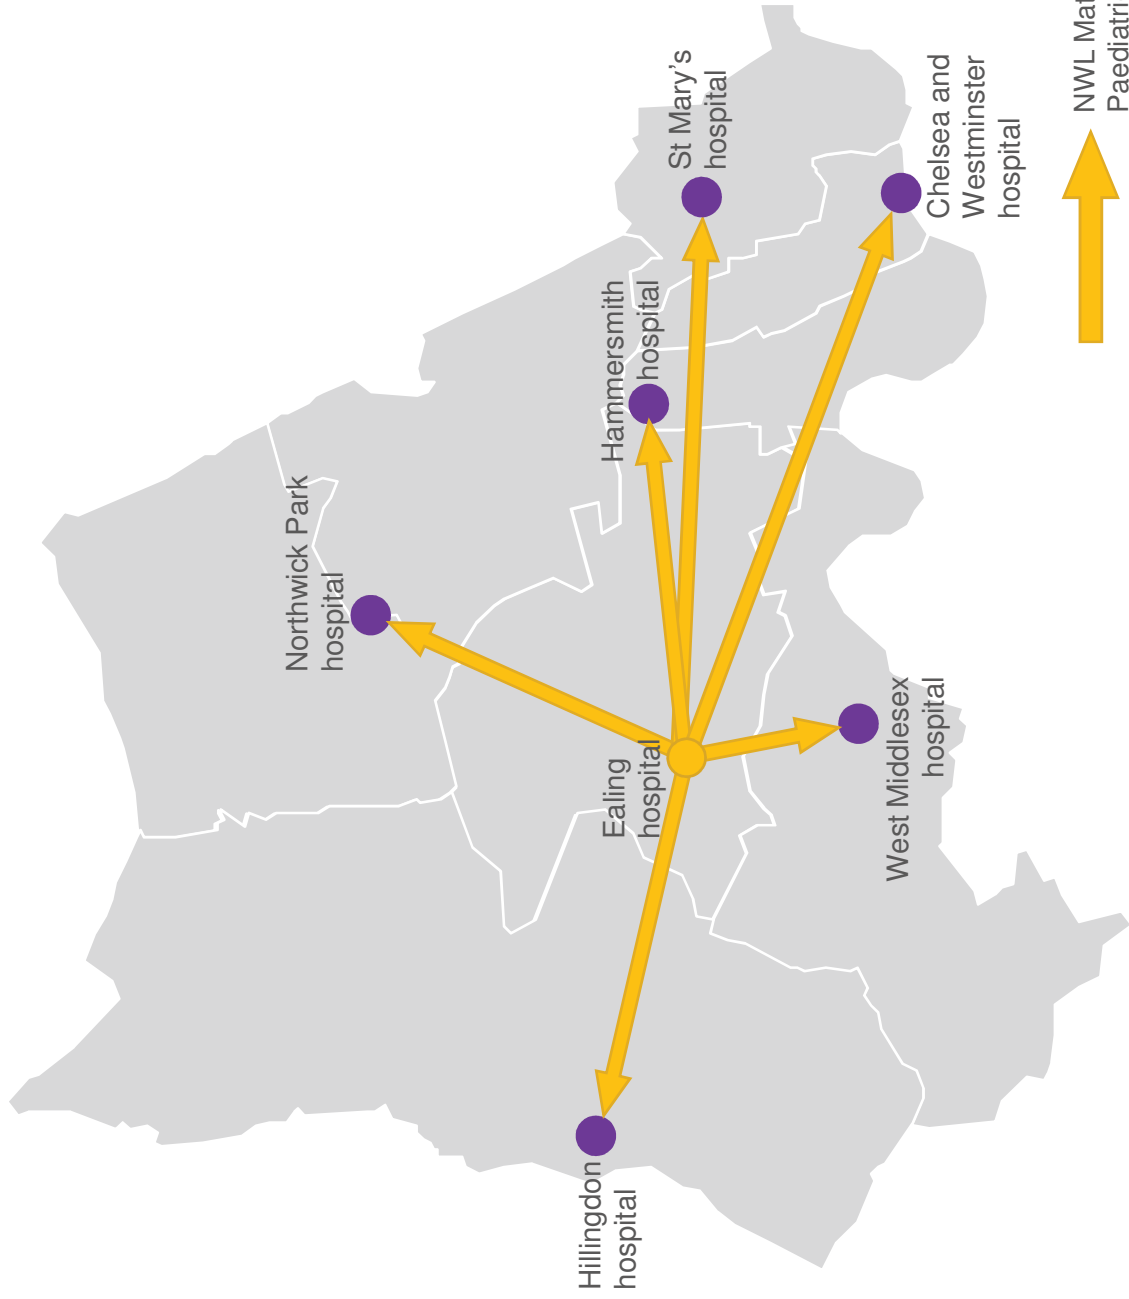 Northwick Park
hospital
Hillingdon
hospital
Ealing
hospital
Hammersmith
hospital
St Mary’s
hospital
West Middlesex
hospital
Chelsea and
Westminster
hospital
NWL